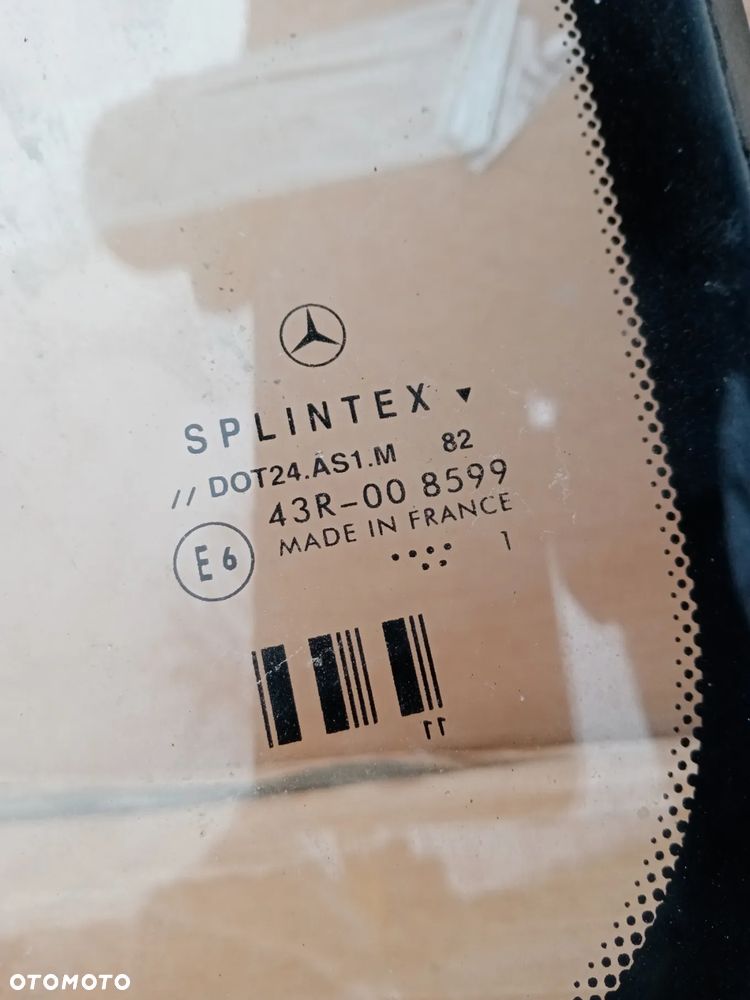 SPLINTEX ▼
// DOT24.AS1.M 82
43R-00 8599
E6 MADE IN FRANCE
1
11
OTOMOTO